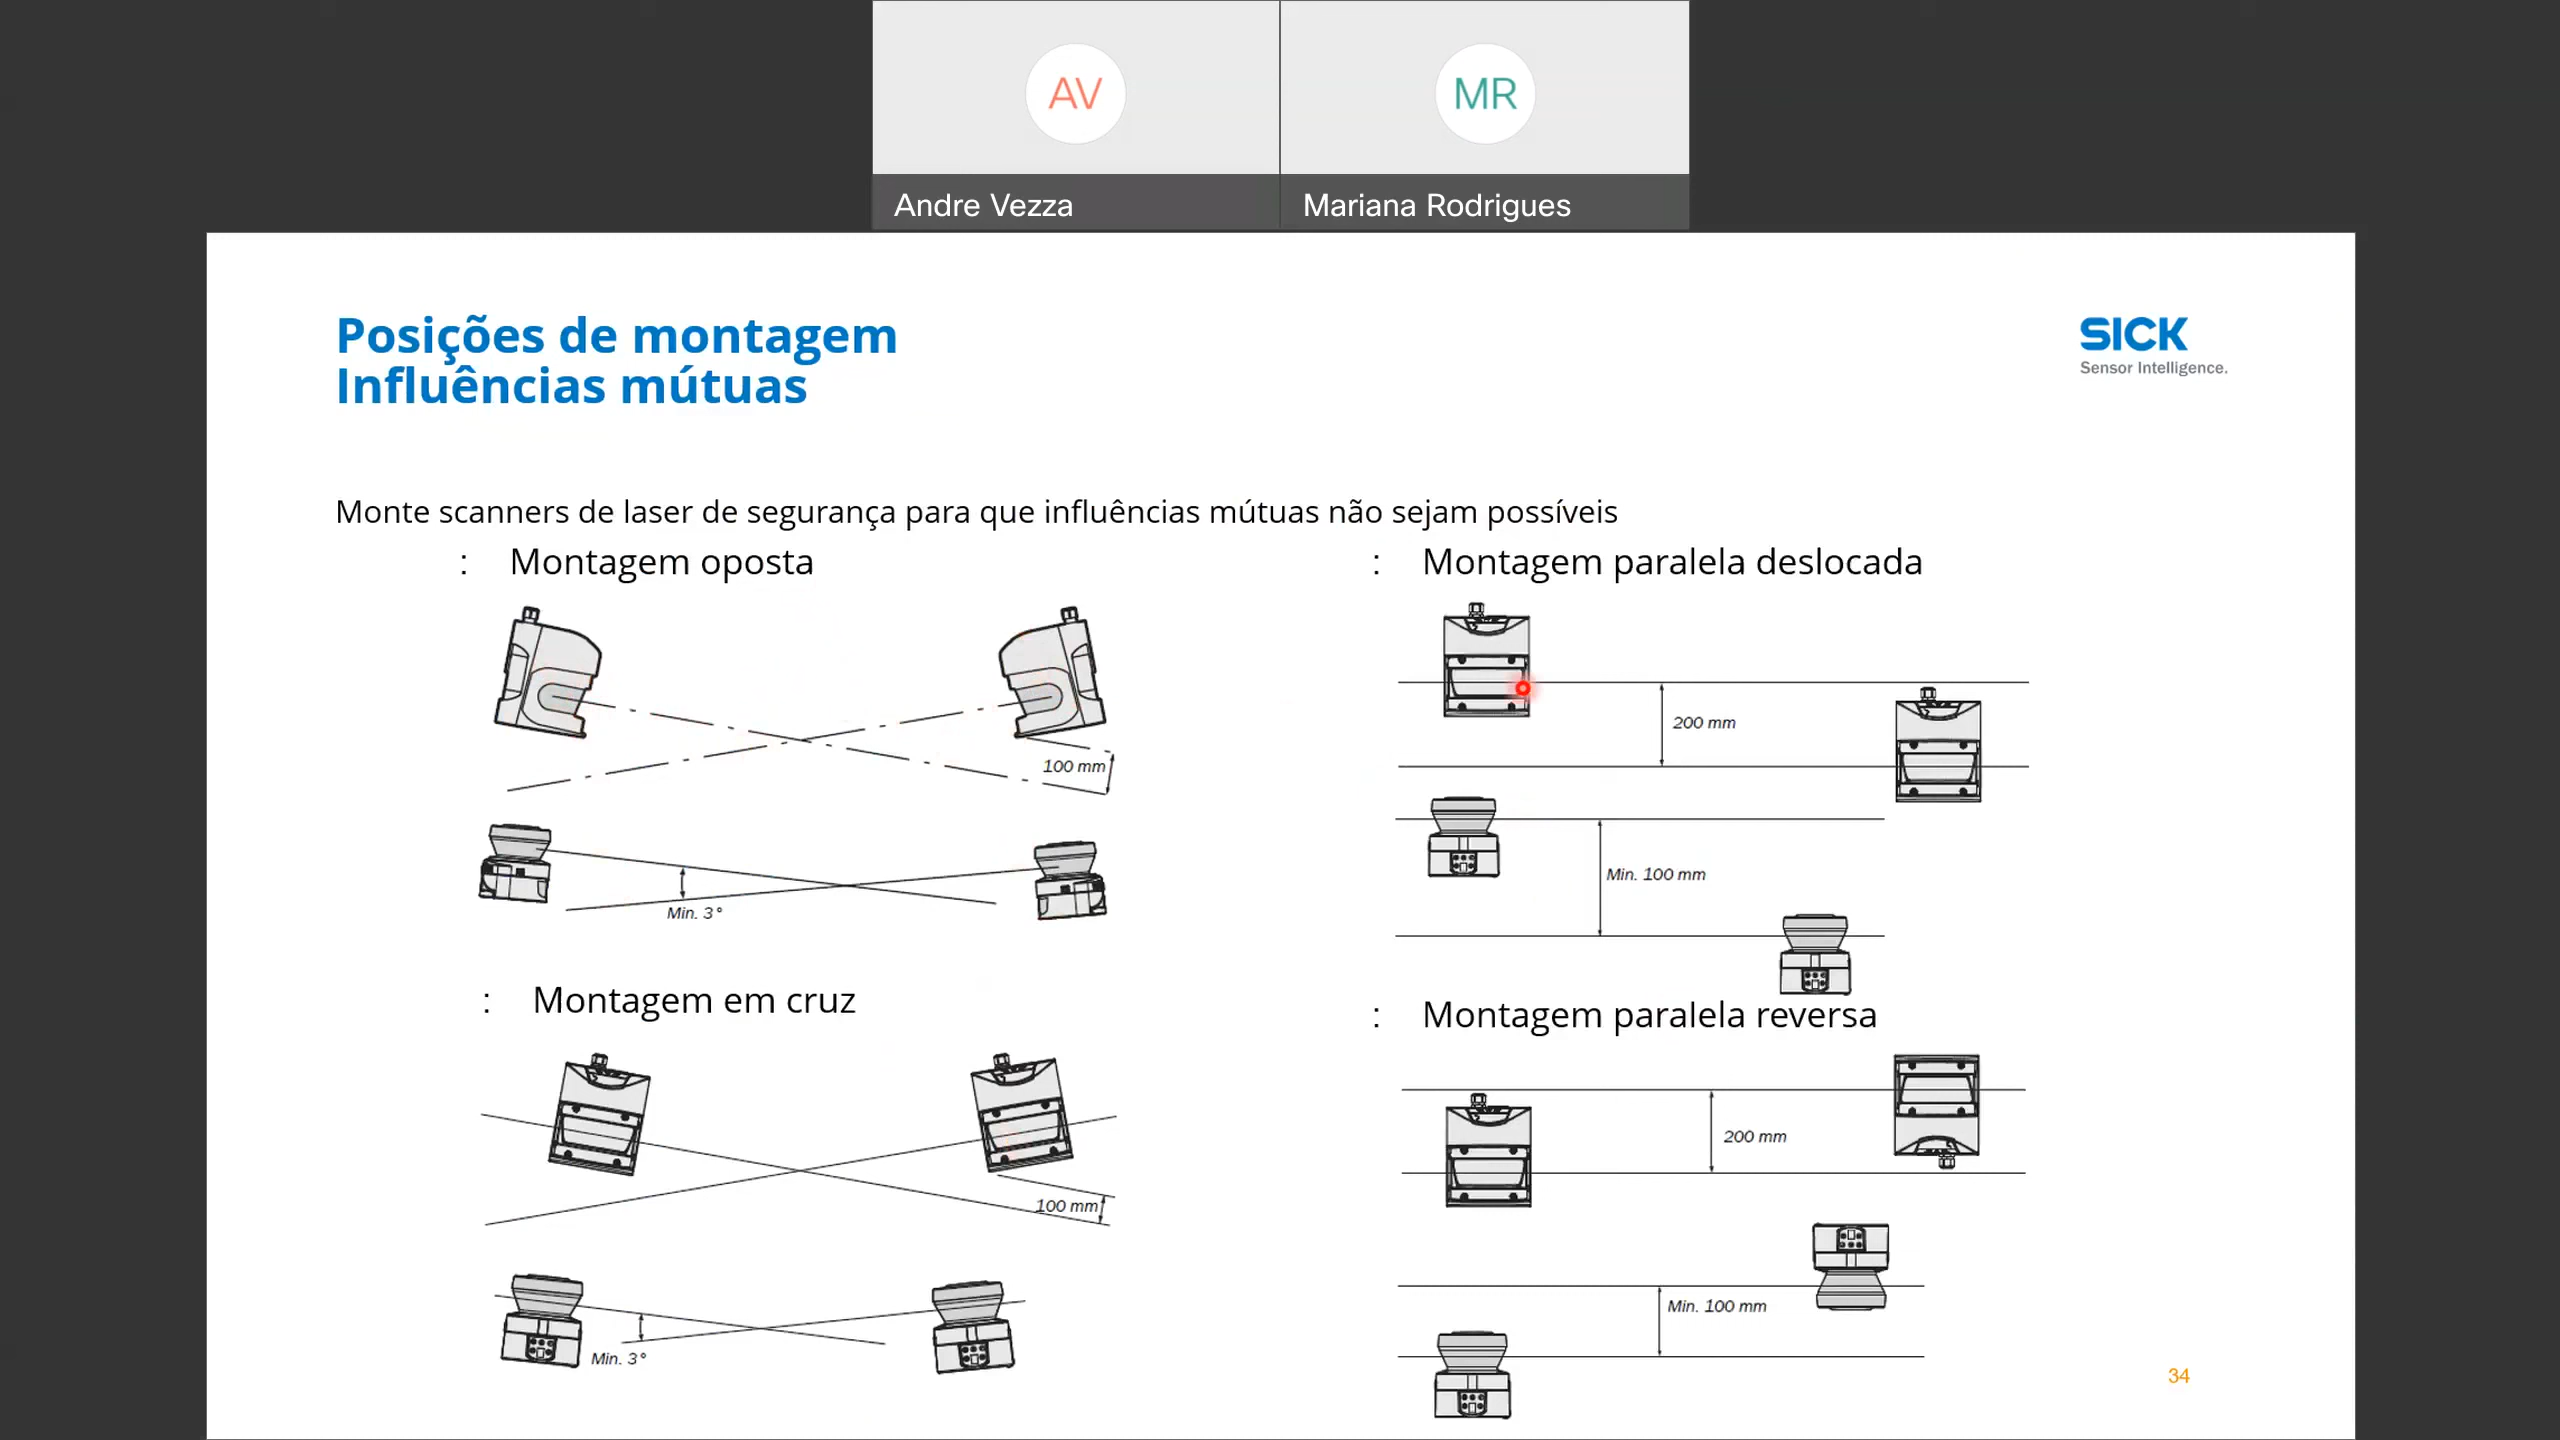 AV
MR
Andre Vezza
Mariana Rodrigues
Posições de montagem
Influências mútuas
SICK
Sensor Intelligence.
Monte scanners de laser de segurança para que influências mútuas não sejam possíveis
: Montagem oposta
100 mm
Min. 3°
: Montagem paralela deslocada
200 mm
Min. 100 mm
: Montagem em cruz
100 mm
Min. 3°
: Montagem paralela reversa
200 mm
Min. 100 mm
34